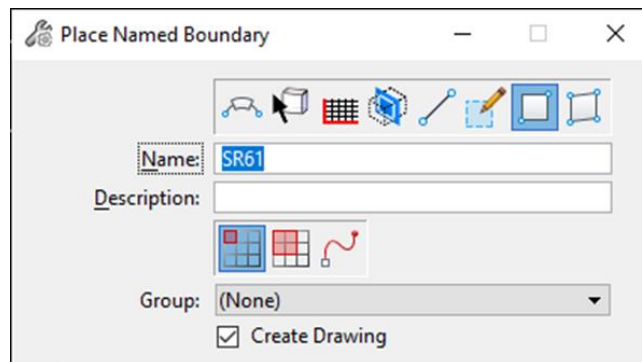 Place Named Boundary
Name: SR61
Description:
Group: (None)
Create Drawing